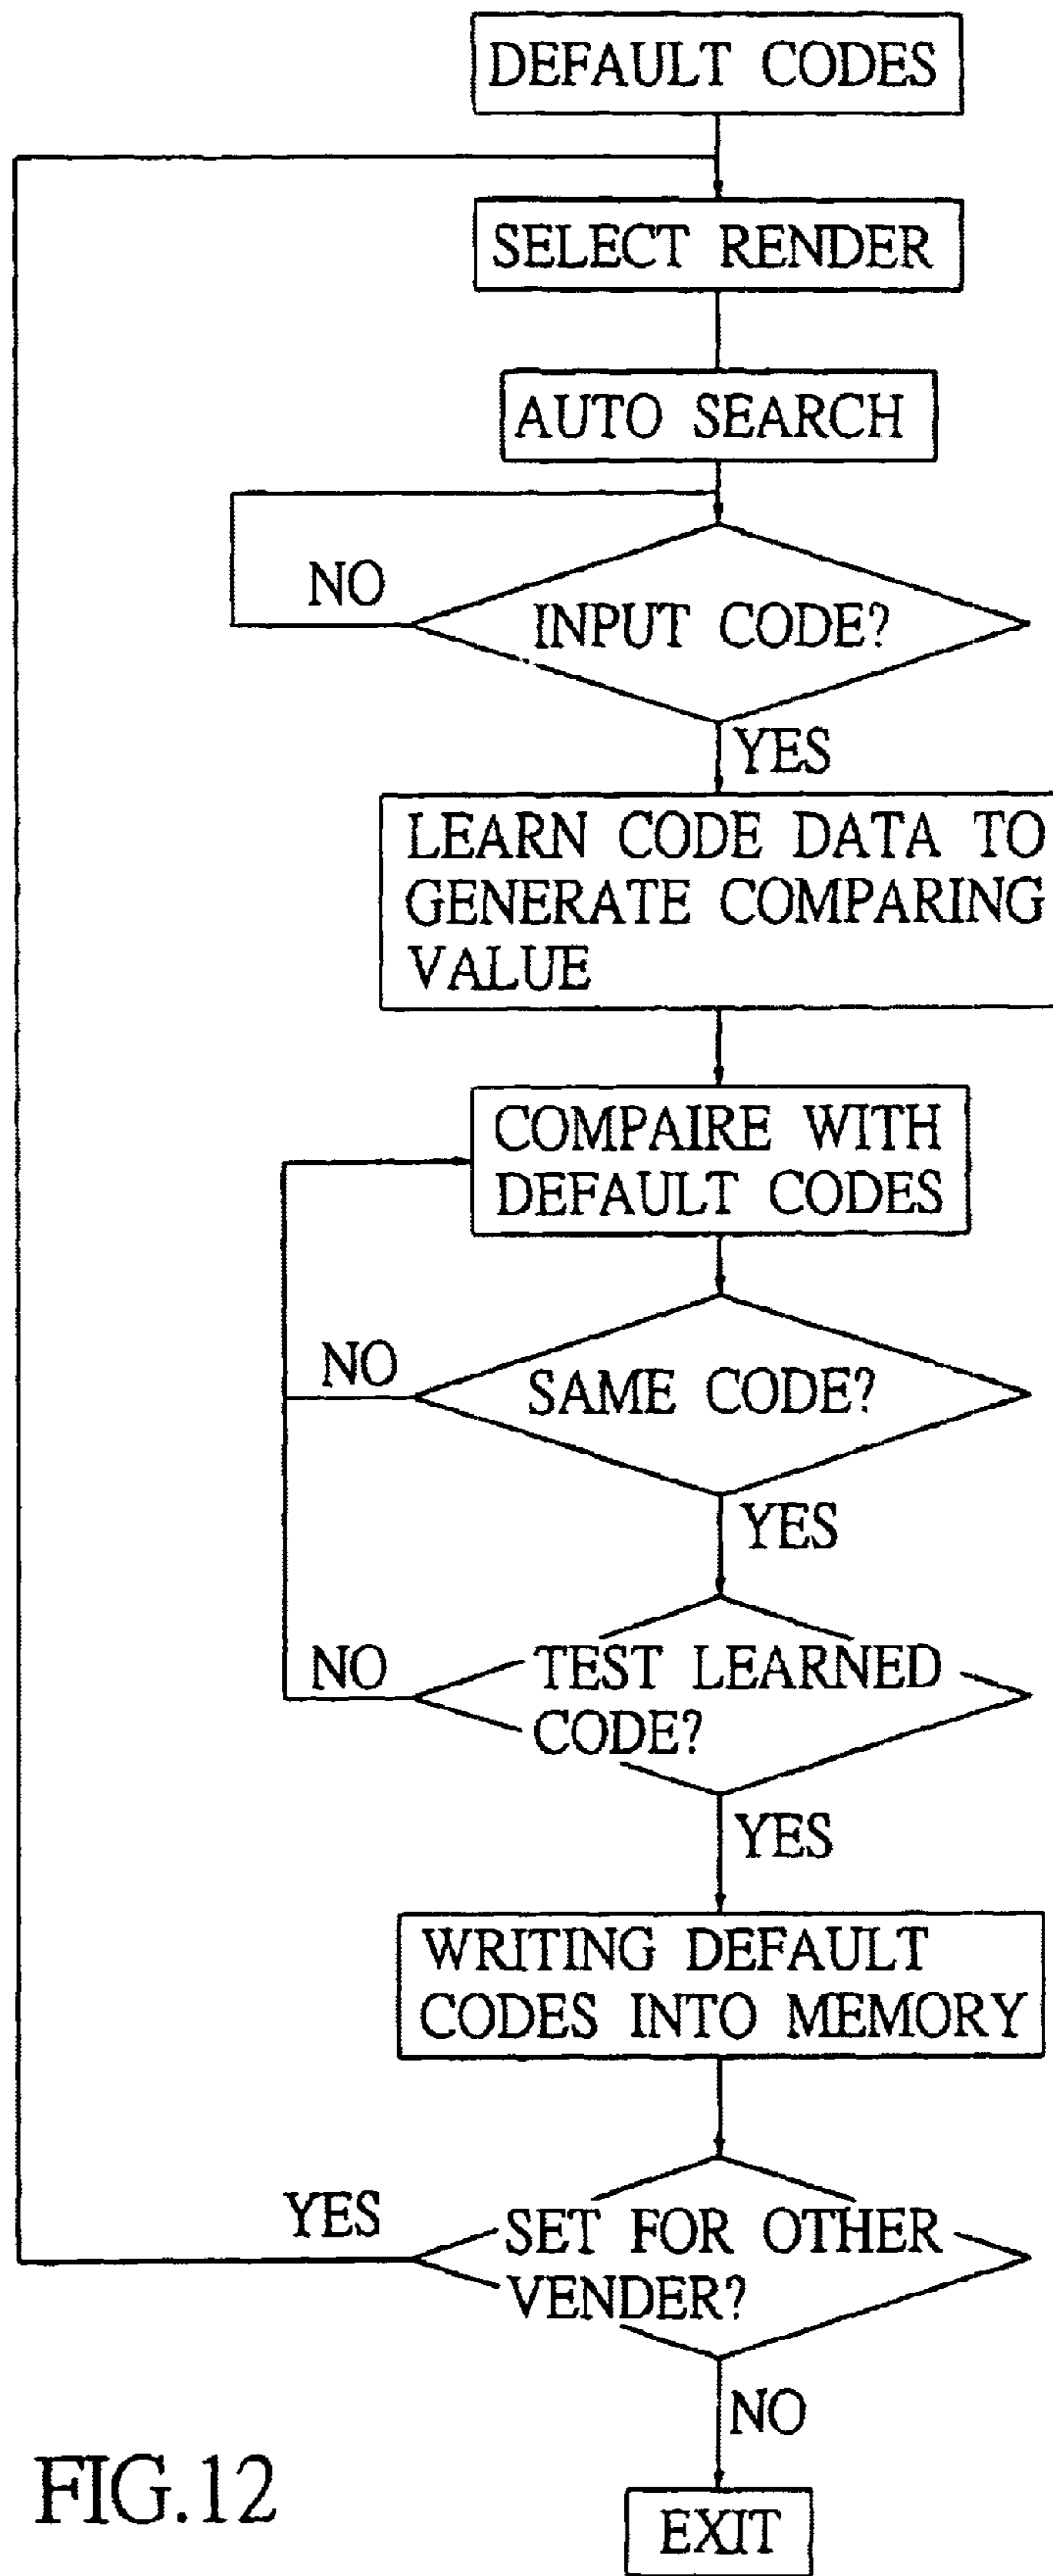 DEFAULT CODES
SELECT RENDER
AUTO SEARCH
NO
INPUT CODE?
YES
LEARN CODE DATA TO
GENERATE COMPARING
VALUE
COMPAIRE WITH
DEFAULT CODES
NO
SAME CODE?
YES
NO
TEST LEARNED
CODE?
YES
WRITING DEFAULT
CODES INTO MEMORY
YES
SET FOR OTHER
VENDER?
NO
EXIT
FIG.12